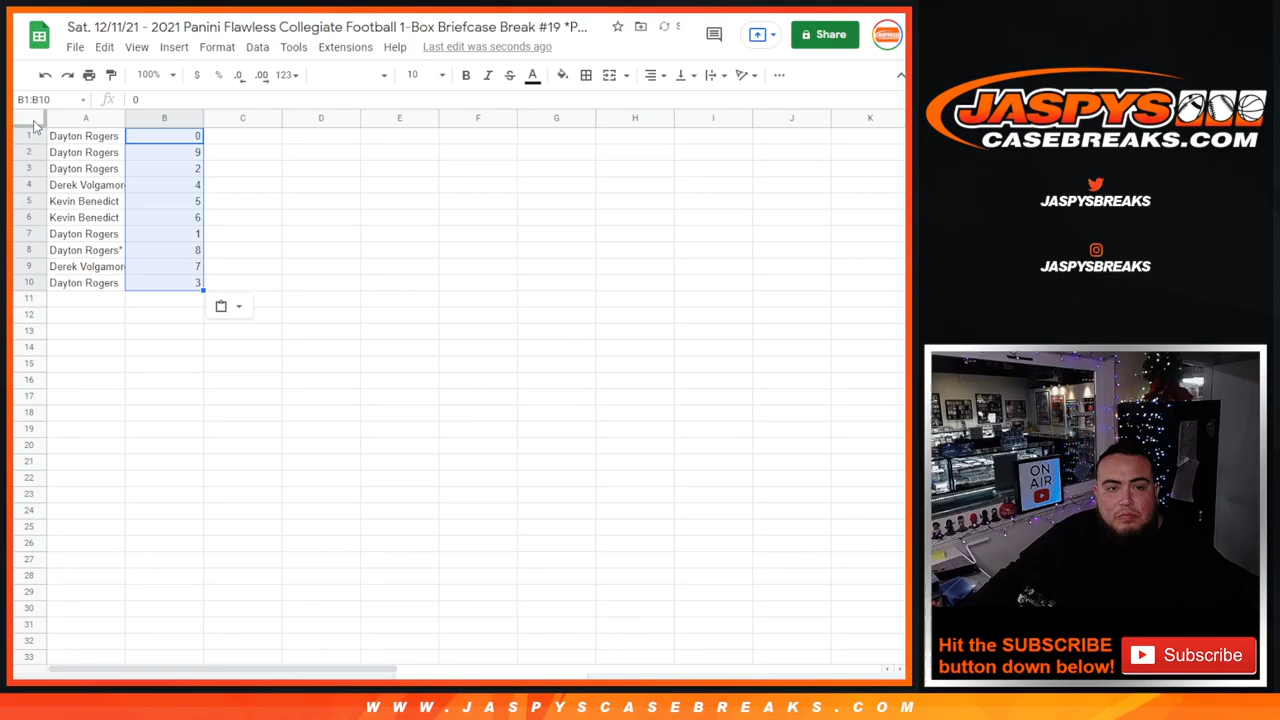 Sat. 12/11/21 - 2021 Panini Flawless Collegiate Football 1-Box Briefcase Break #19 *P...
Share
File Edit View Insert Format Data Tools Extensions Help Last edit was seconds ago
100% $ % .0 .00 123 10 B I S A
B1:B10 fx 0
A B C D E F G H I J K
1 Dayton Rogers 0
2 Dayton Rogers 9
3 Dayton Rogers 2
4 Derek Volgamor 4
5 Kevin Benedict 5
6 Kevin Benedict 6
7 Dayton Rogers 1
8 Dayton Rogers* 8
9 Derek Volgamor 7
10 Dayton Rogers 3
11
12
13
14
15
16
17
18
19
20
21
22
23
24
25
26
27
28
29
30
31
32
33
JASPYS
CASEBREAKS.COM
JASPYSBREAKS
JASPYSBREAKS
ON
AIR
Hit the SUBSCRIBE
button down below!
Subscribe
WWW.JASPYSCASEBREAKS.COM